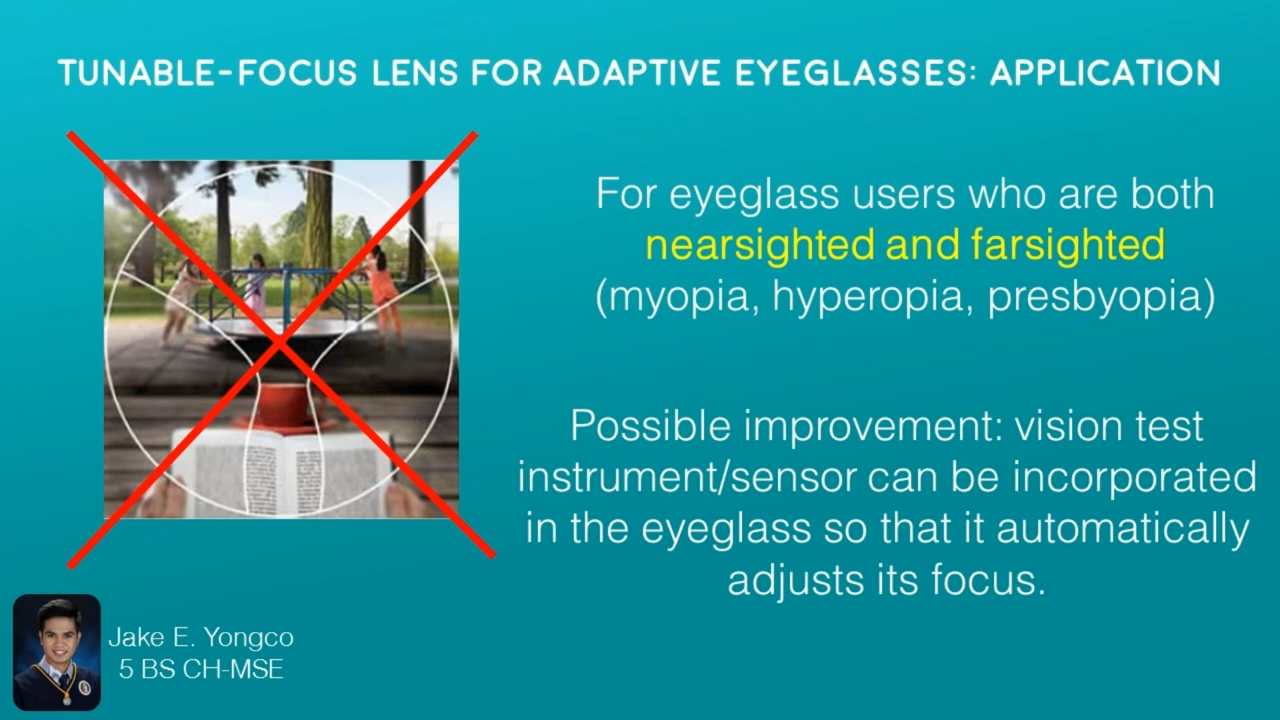 TUNABLE-FOCUS LENS FOR ADAPTIVE EYEGLASSES: APPLICATION
For eyeglass users who are both
nearsighted and farsighted
(myopia, hyperopia, presbyopia)
Possible improvement: vision test
instrument/sensor can be incorporated
in the eyeglass so that it automatically
adjusts its focus.
Jake E. Yongco
5 BS CH-MSE